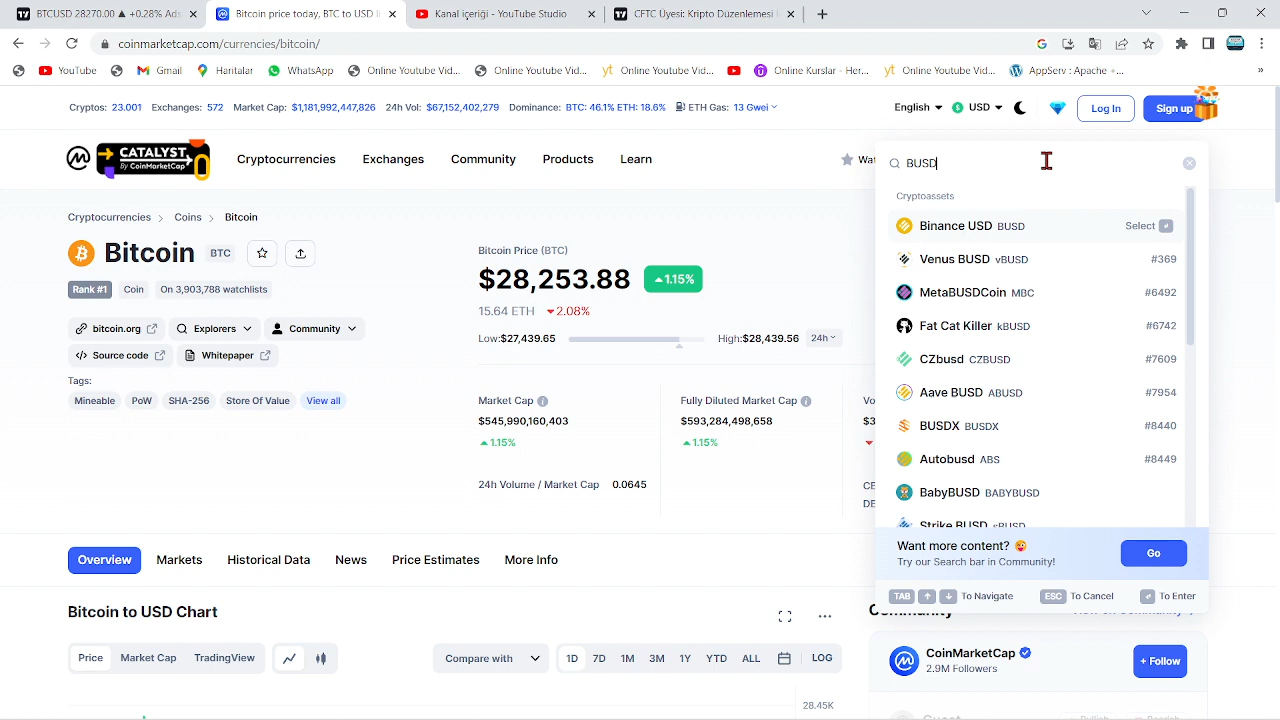 BTCUSD 28270.00 ▲ +0.28% Ad
Bitcoin price today, BTC to USD li
Kanal içeriği - YouTube Studio
CFTC Üyesi: Kripto Düzenlemesi İ
coinmarketcap.com/currencies/bitcoin/
YouTube
Gmail
Haritalar
WhatsApp
Online Youtube Vid...
Online Youtube Vid...
Online Youtube Vid...
Online Kurslar - Her...
Online Youtube Vid...
AppServ : Apache +...
Cryptos: 23.001 Exchanges: 572 Market Cap: $1,181,992,447,826 24h Vol: $67,152,402,279 Dominance: BTC: 46.1% ETH: 18.6% ETH Gas: 13 Gwei
English USD Log In Sign up
CATALYST
By CoinMarketCap
Cryptocurrencies Exchanges Community Products Learn
BUSD
Cryptoassets
Binance USD BUSD Select
Venus BUSD vBUSD #369
MetaBUSDCoin MBC #6492
Fat Cat Killer kBUSD #6742
CZbusd CZBUSD #7609
Aave BUSD ABUSD #7954
BUSDX BUSDX #8440
Autobusd ABS #8449
BabyBUSD BABYBUSD
Strike BUSD sBUSD
Want more content?
Try our Search bar in Community!
Go
TAB ↑ ↓ To Navigate ESC To Cancel To Enter
Cryptocurrencies > Coins > Bitcoin
Bitcoin BTC
Rank #1 Coin On 3,903,788 watchlists
bitcoin.org Explorers Community
Source code Whitepaper
Tags:
Mineable PoW SHA-256 Store Of Value View all
Bitcoin Price (BTC)
$28,253.88 1.15%
15.64 ETH 2.08%
Low:$27,439.65 High:$28,439.56 24h
Market Cap
$545,990,160,403
1.15%
Fully Diluted Market Cap
$593,284,498,658
1.15%
24h Volume / Market Cap 0.0645
Overview Markets Historical Data News Price Estimates More Info
Bitcoin to USD Chart
Price Market Cap TradingView
Compare with
1D 7D 1M 3M 1Y YTD ALL LOG
28.45K
Community
CoinMarketCap
2.9M Followers
+ Follow